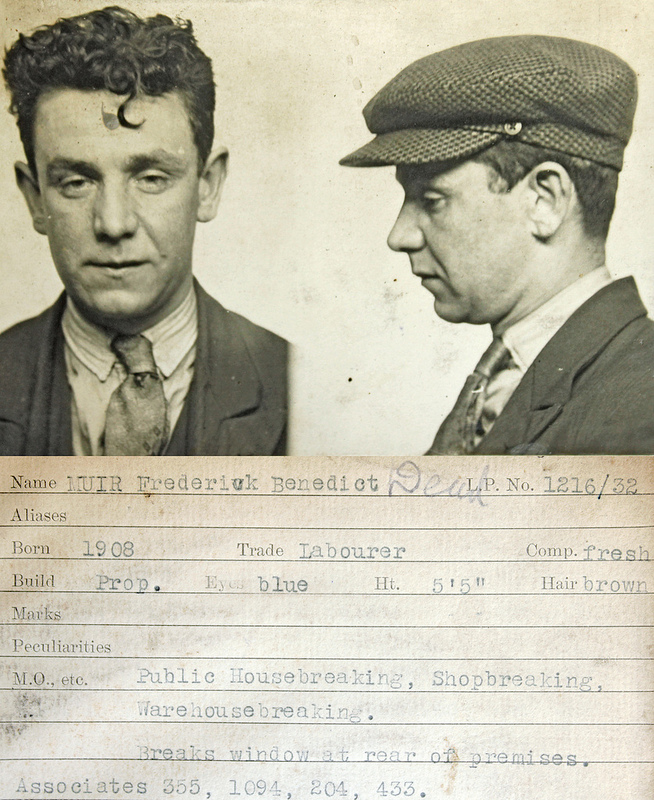 Name MUIR Frederick Benedict Dead L.P. No. 1216/32
Aliases
Born 1908 Trade Labourer Comp. fresh
Build Prop. Eyes blue Ht. 5'5" Hair brown
Marks
Peculiarities
M.O., etc. Public Housebreaking, Shopbreaking,
Warehousebreaking.
Breaks window at rear of premises.
Associates 355, 1094, 204, 433.